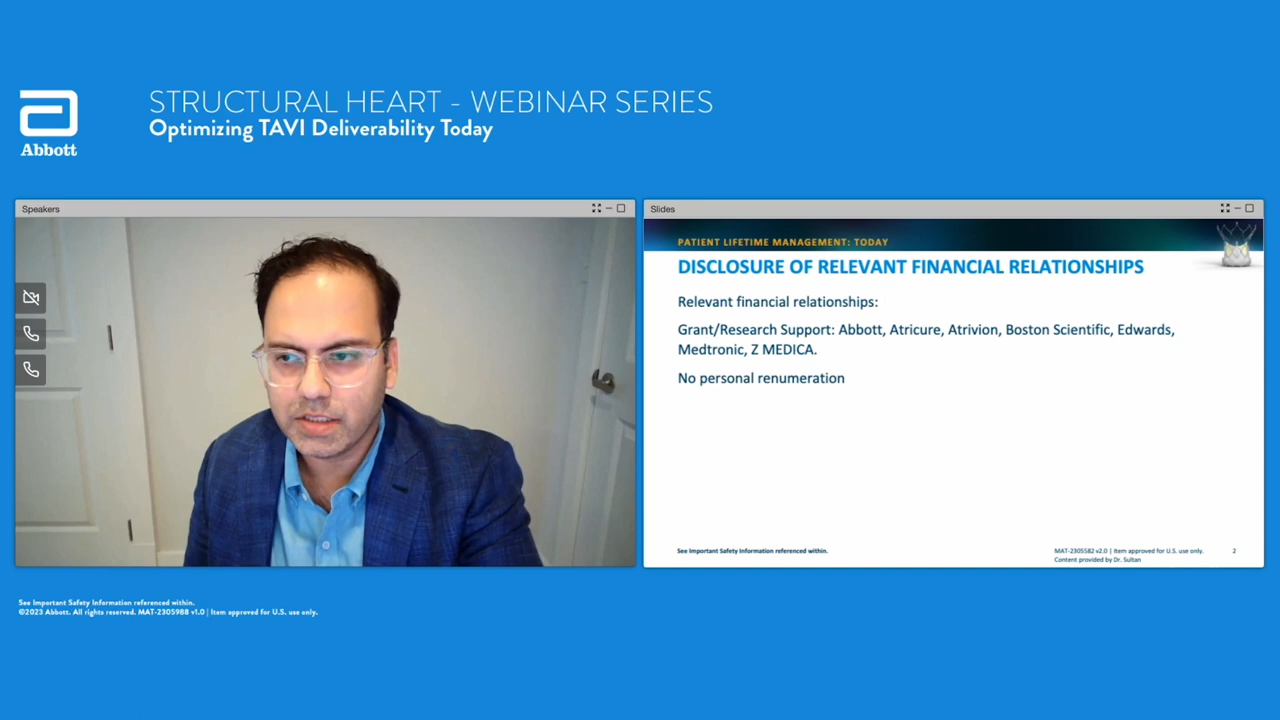 STRUCTURAL HEART - WEBINAR SERIES
Optimizing TAVI Deliverability Today
Abbott
Speakers
Slides
PATIENT LIFETIME MANAGEMENT: TODAY
DISCLOSURE OF RELEVANT FINANCIAL RELATIONSHIPS
Relevant financial relationships:
Grant/Research Support: Abbott, Atricure, Atrivion, Boston Scientific, Edwards,
Medtronic, Z MEDICA.
No personal renumeration
See Important Safety Information referenced within.
MAT-2305582 v2.0 | Item approved for U.S. use only.
2
Content provided by Dr. Sultan
See Important Safety Information referenced within.
©2023 Abbott. All rights reserved. MAT-2305988 v1.0 | Item approved for U.S. use only.